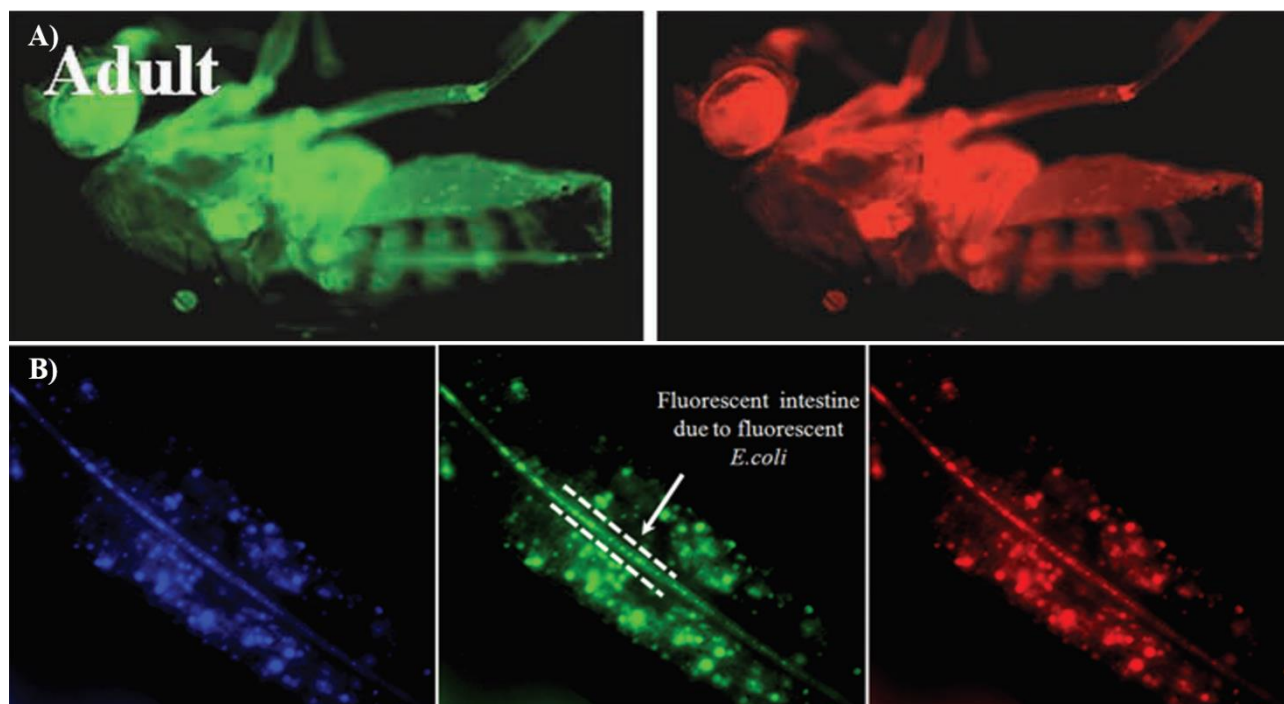 A)
Adult
B)
Fluorescent intestine
due to fluorescent
E.coli